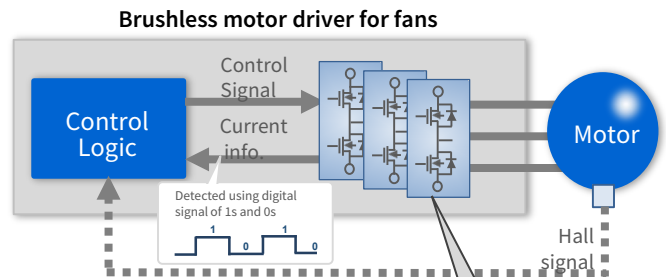 Brushless motor driver for fans
Control
Signal
Control
Logic
Current
info.
Motor
Detected using digital
signal of 1s and 0s
1
1
0
0
Hall
signal